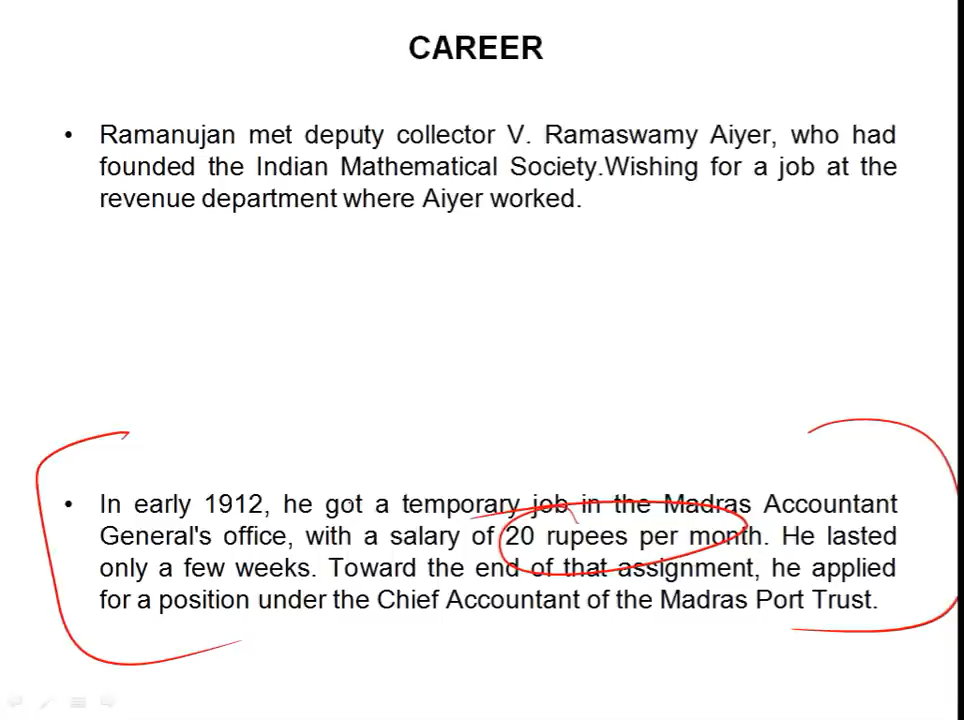 CAREER
• Ramanujan met deputy collector V. Ramaswamy Aiyer, who had
founded the Indian Mathematical Society.Wishing for a job at the
revenue department where Aiyer worked.
• In early 1912, he got a temporary job in the Madras Accountant
General's office, with a salary of 20 rupees per month. He lasted
only a few weeks. Toward the end of that assignment, he applied
for a position under the Chief Accountant of the Madras Port Trust.